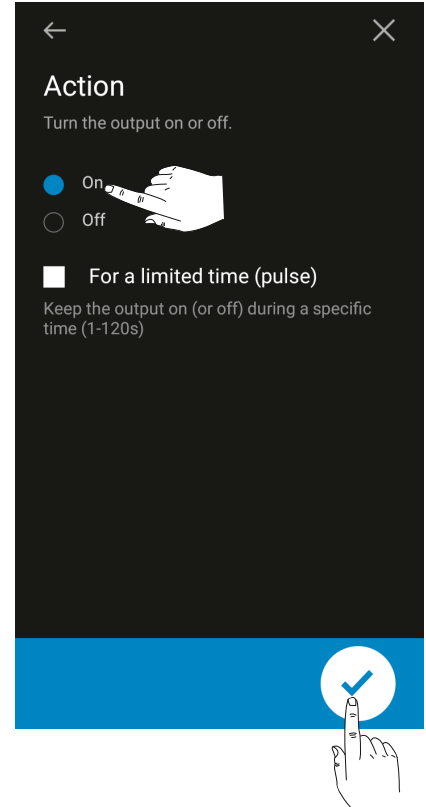 Action
Turn the output on or off.
On
Off
For a limited time (pulse)
Keep the output on (or off) during a specific
time (1-120s)